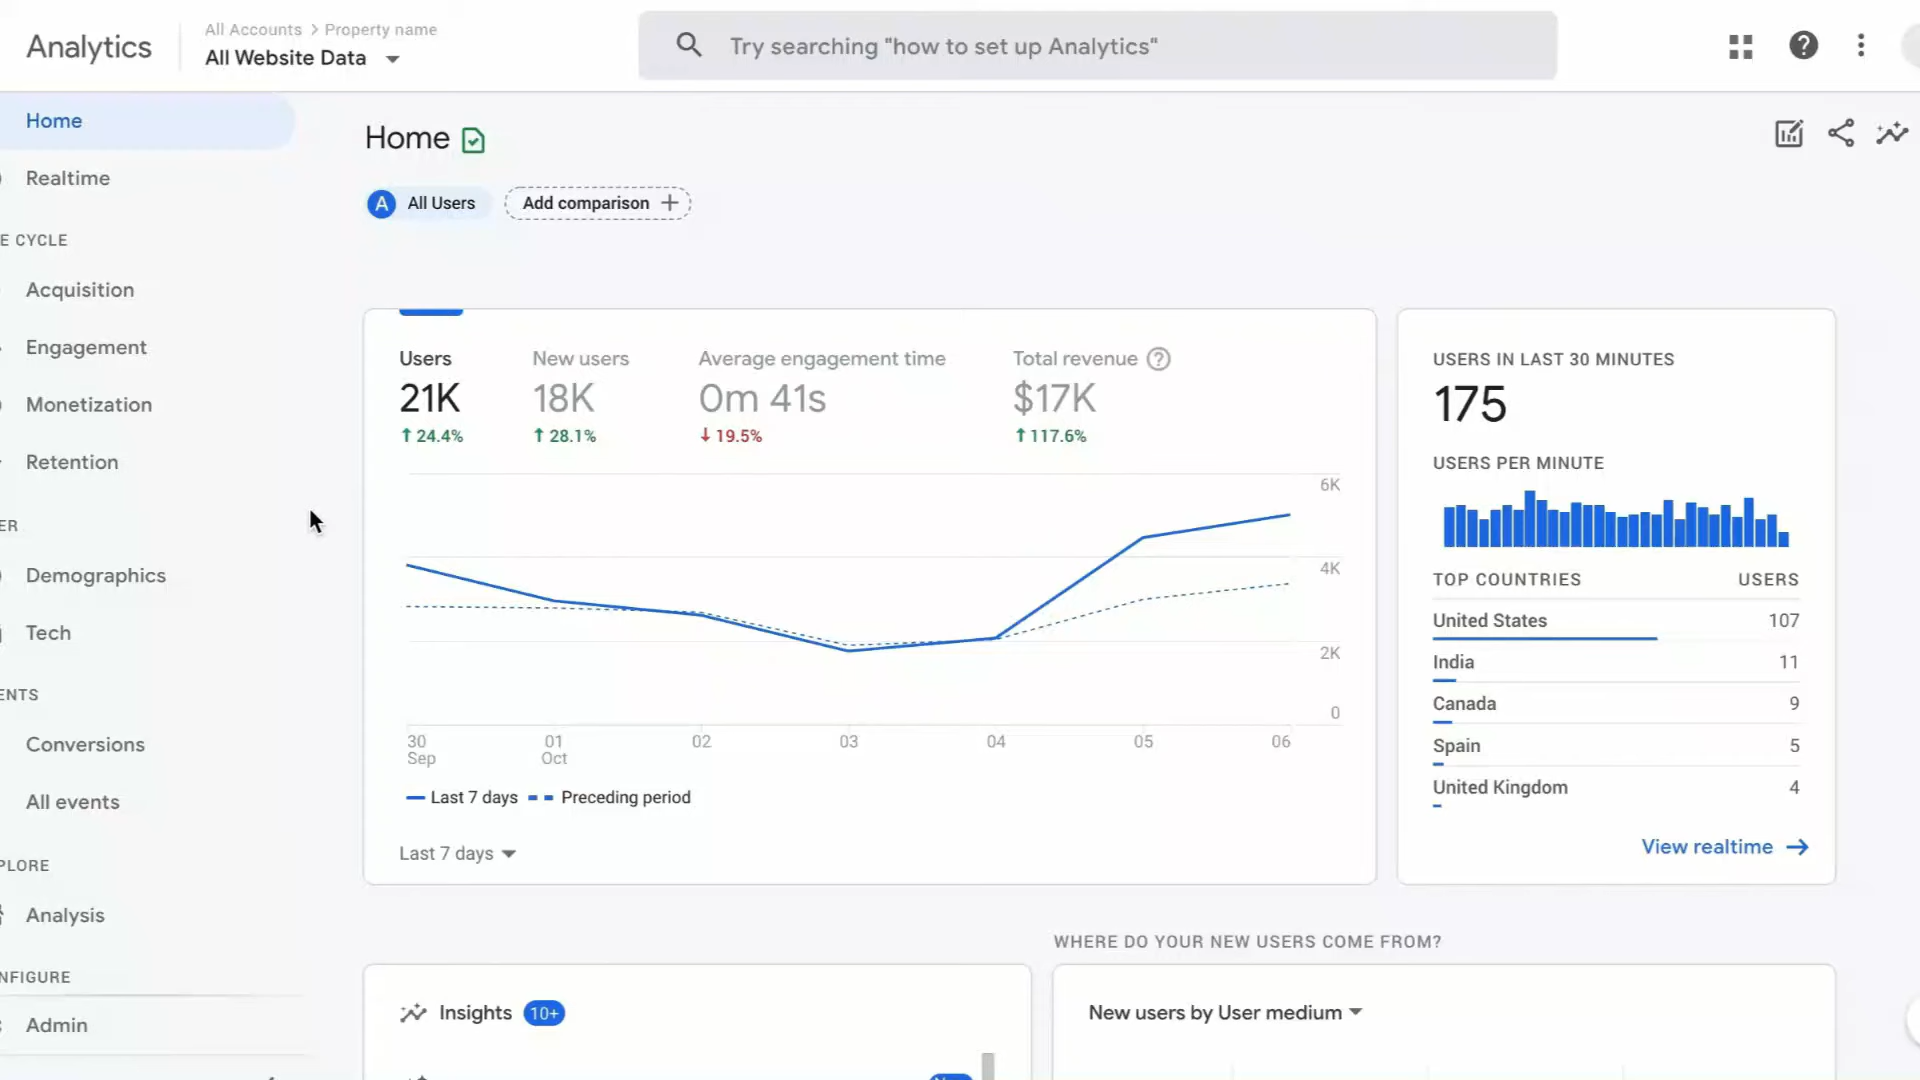 Analytics
All Accounts > Property name
All Website Data
Try searching "how to set up Analytics"
Home
Realtime
E CYCLE
Acquisition
Engagement
Monetization
Retention
ER
Demographics
Tech
ENTS
Conversions
All events
PLORE
Analysis
NFIGURE
Admin
Home
A All Users
Add comparison +
Users
21K
24.4%
New users
18K
28.1%
Average engagement time
0m 41s
19.5%
Total revenue
$17K
117.6%
6K
4K
2K
0
30 01 02 03 04 05 06
Sep Oct
Last 7 days Preceding period
Last 7 days
USERS IN LAST 30 MINUTES
175
USERS PER MINUTE
TOP COUNTRIES USERS
United States 107
India 11
Canada 9
Spain 5
United Kingdom 4
View realtime
WHERE DO YOUR NEW USERS COME FROM?
Insights 10+
New users by User medium